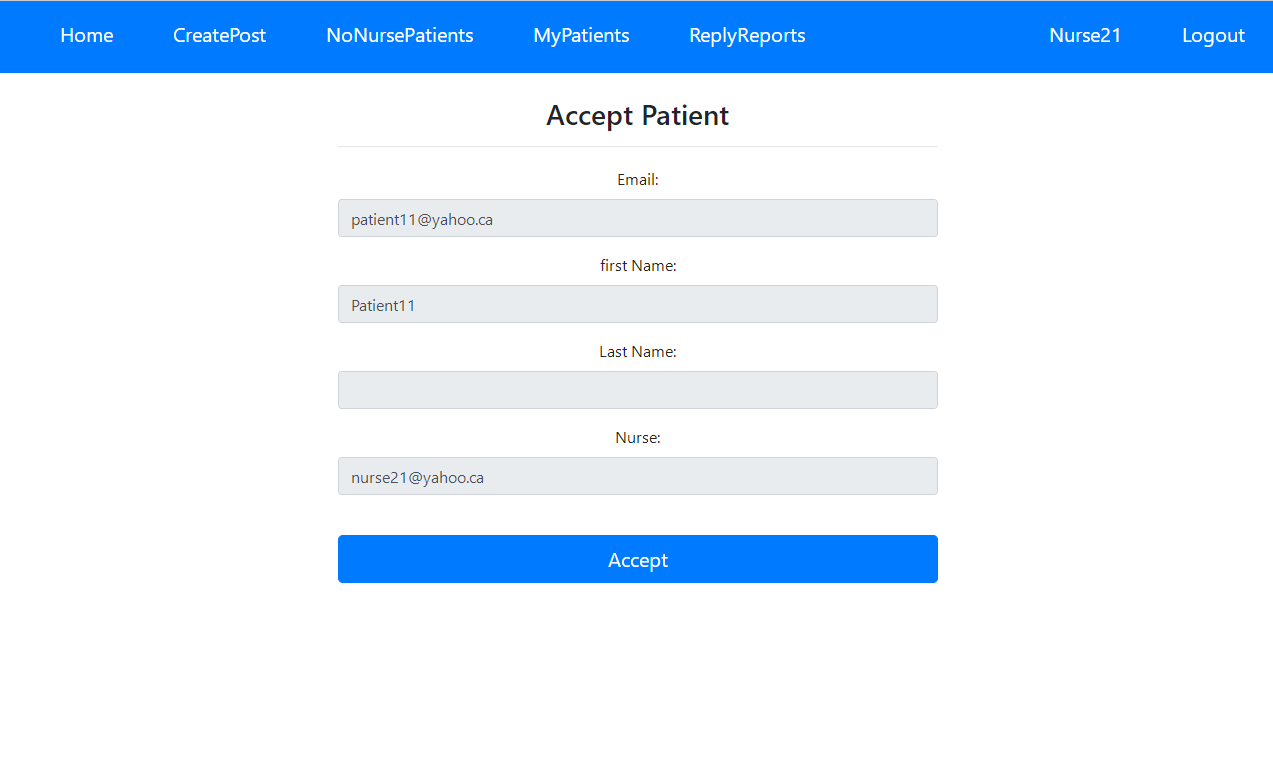 Home CreatePost NoNursePatients MyPatients ReplyReports Nurse21 Logout
Accept Patient
Email:
patient11@yahoo.ca
first Name:
Patient11
Last Name:
Nurse:
nurse21@yahoo.ca
Accept